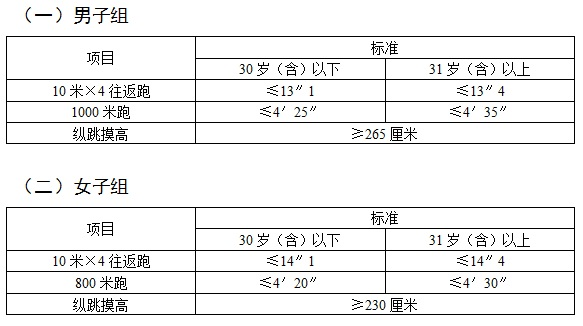 （一）男子组
项目 标准
30岁（含）以下 31岁（含）以上
10米×4往返跑 ≤13″1 ≤13″4
1000米跑 ≤4′25″ ≤4′35″
纵跳摸高 ≥265厘米
（二）女子组
项目 标准
30岁（含）以下 31岁（含）以上
10米×4往返跑 ≤14″1 ≤14″4
800米跑 ≤4′20″ ≤4′30″
纵跳摸高 ≥230厘米